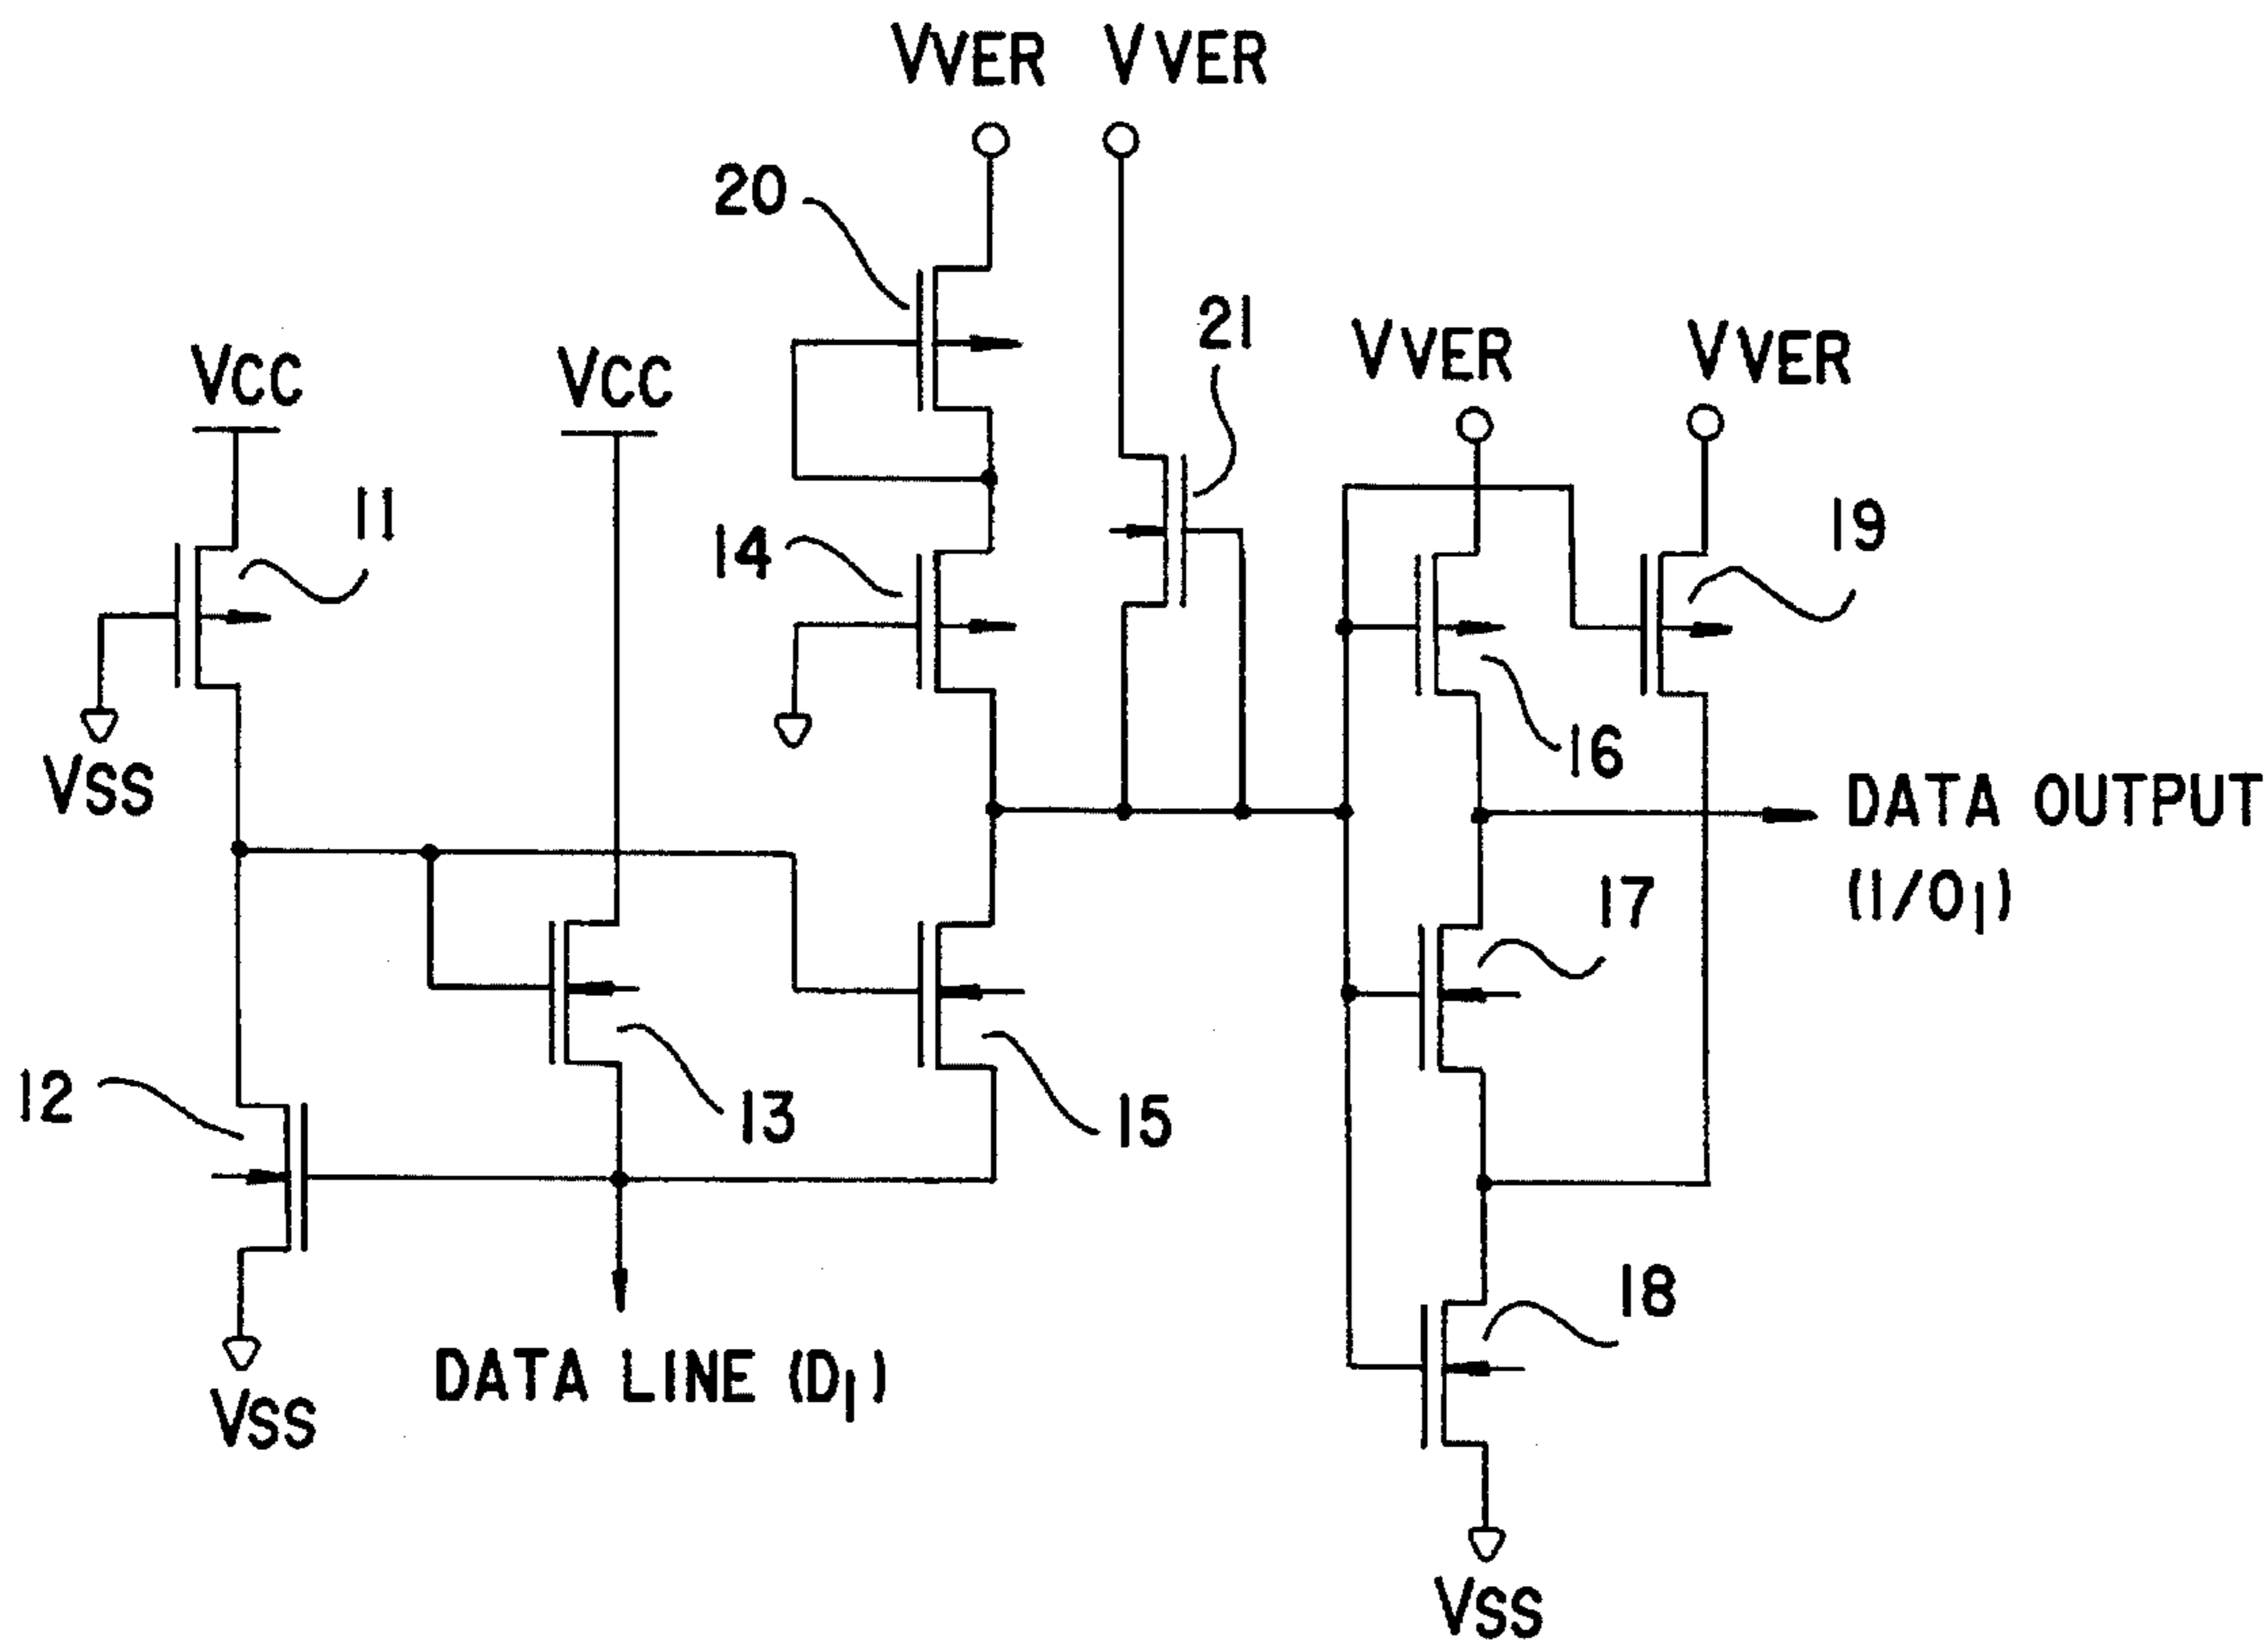 VVER VVER
20
21
VCC VCC VVER VVER
11 14 19
16
VSS
DATA OUTPUT
(I/O1)
17
12 13 15
18
DATA LINE (D1)
VSS
VSS